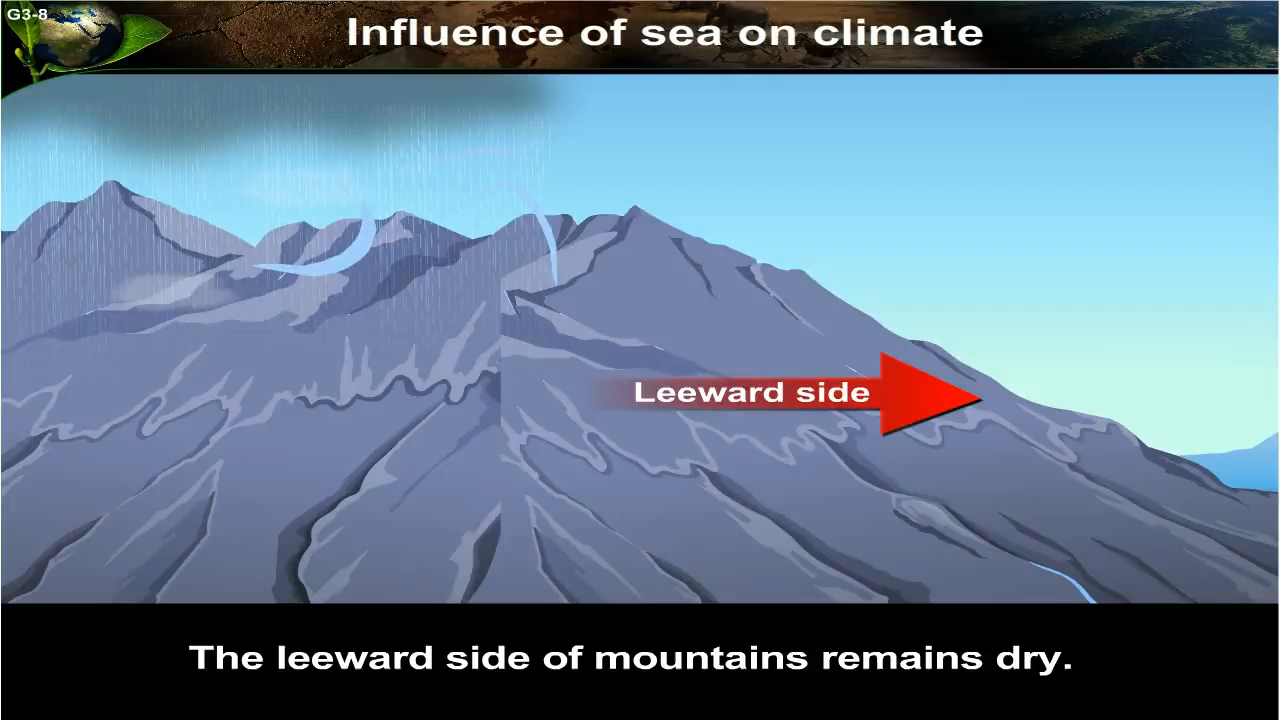 G3-8
Influence of sea on climate
Leeward side
The leeward side of mountains remains dry.